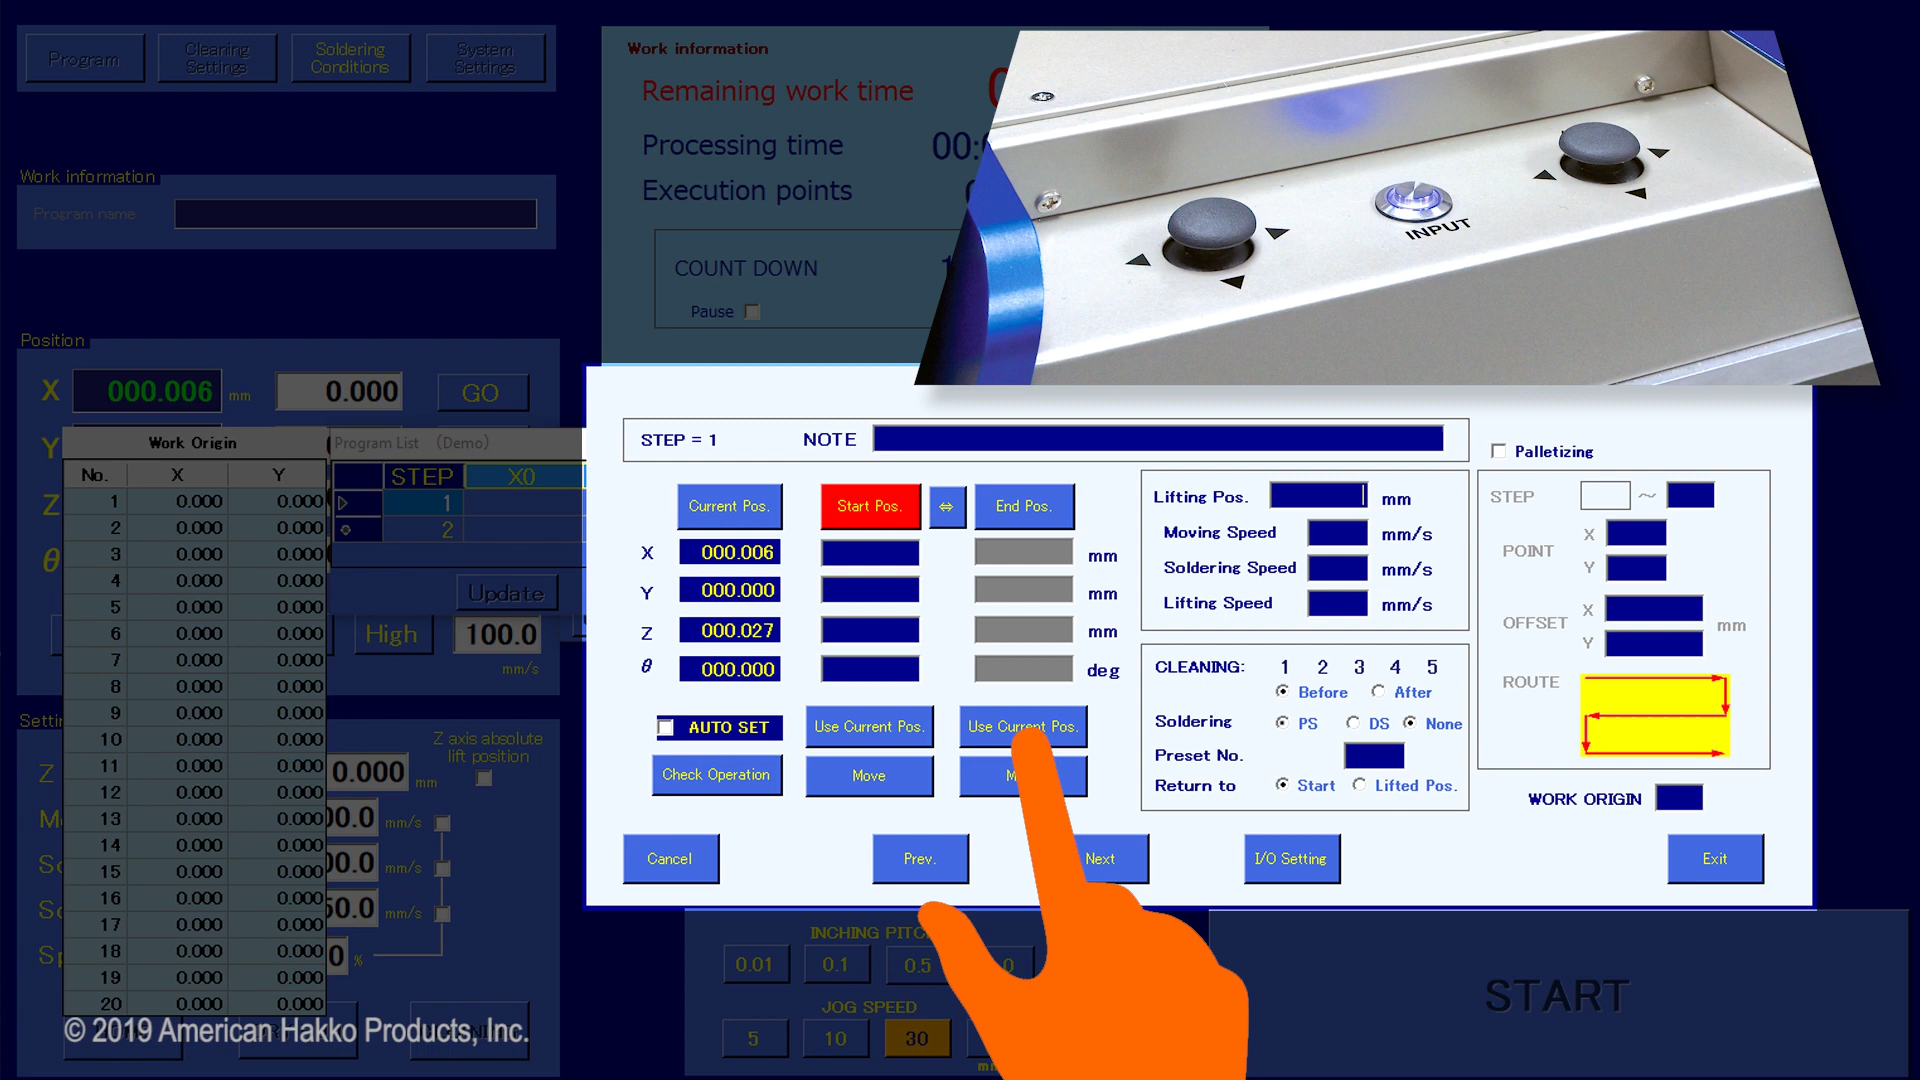 Program
Cleaning
Settings
Soldering
Conditions
System
Settings
Work information
Program name
Position
X 000.006 mm 0.000 GO
Y
Z
θ
Work Origin
No. X Y
1 0.000 0.000
2 0.000 0.000
3 0.000 0.000
4 0.000 0.000
5 0.000 0.000
6 0.000 0.000
7 0.000 0.000
8 0.000 0.000
9 0.000 0.000
10 0.000 0.000
11 0.000 0.000
12 0.000 0.000
13 0.000 0.000
14 0.000 0.000
15 0.000 0.000
16 0.000 0.000
17 0.000 0.000
18 0.000 0.000
19 0.000 0.000
20 0.000 0.000
Program List (Demo)
STEP X0
1
2
Update
High 100.0
mm/s
Z axis absolute
lift position
Z 0.000 mm
00.0 mm/s
00.0 mm/s
50.0 mm/s
0 %
© 2019 American Hakko Products, Inc.
Work information
Remaining work time
Processing time 00:
Execution points
COUNT DOWN
Pause
INPUT
STEP = 1 NOTE
Palletizing
Current Pos. Start Pos. ⇔ End Pos.
X 000.006 mm
Y 000.000 mm
Z 000.027 mm
θ 000.000 deg
AUTO SET Use Current Pos. Use Current Pos.
Check Operation Move
Lifting Pos. mm
Moving Speed mm/s
Soldering Speed mm/s
Lifting Speed mm/s
CLEANING: 1 2 3 4 5
Before After
Soldering PS DS None
Preset No.
Return to Start Lifted Pos.
STEP ～
POINT X
Y
OFFSET X
Y
mm
ROUTE
WORK ORIGIN
Cancel Prev. Next I/O Setting Exit
INCHING PITC
0.01 0.1 0.5
JOG SPEED
5 10 30
START